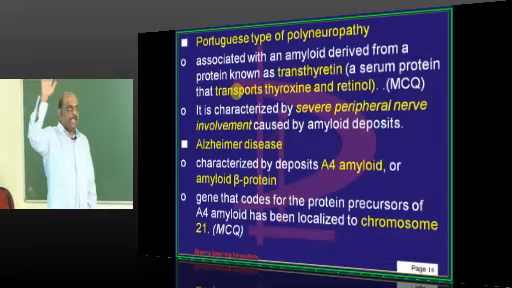 Portuguese type of polyneuropathy
associated with an amyloid derived from a
protein known as transthyretin (a serum protein
that transports thyroxine and retinol). .(MCQ)
It is characterized by severe peripheral nerve
involvement caused by amyloid deposits.
Alzheimer disease
characterized by deposits A4 amyloid, or
amyloid β-protein
gene that codes for the protein precursors of
A4 amyloid has been localized to chromosome
21. (MCQ)
Page 14